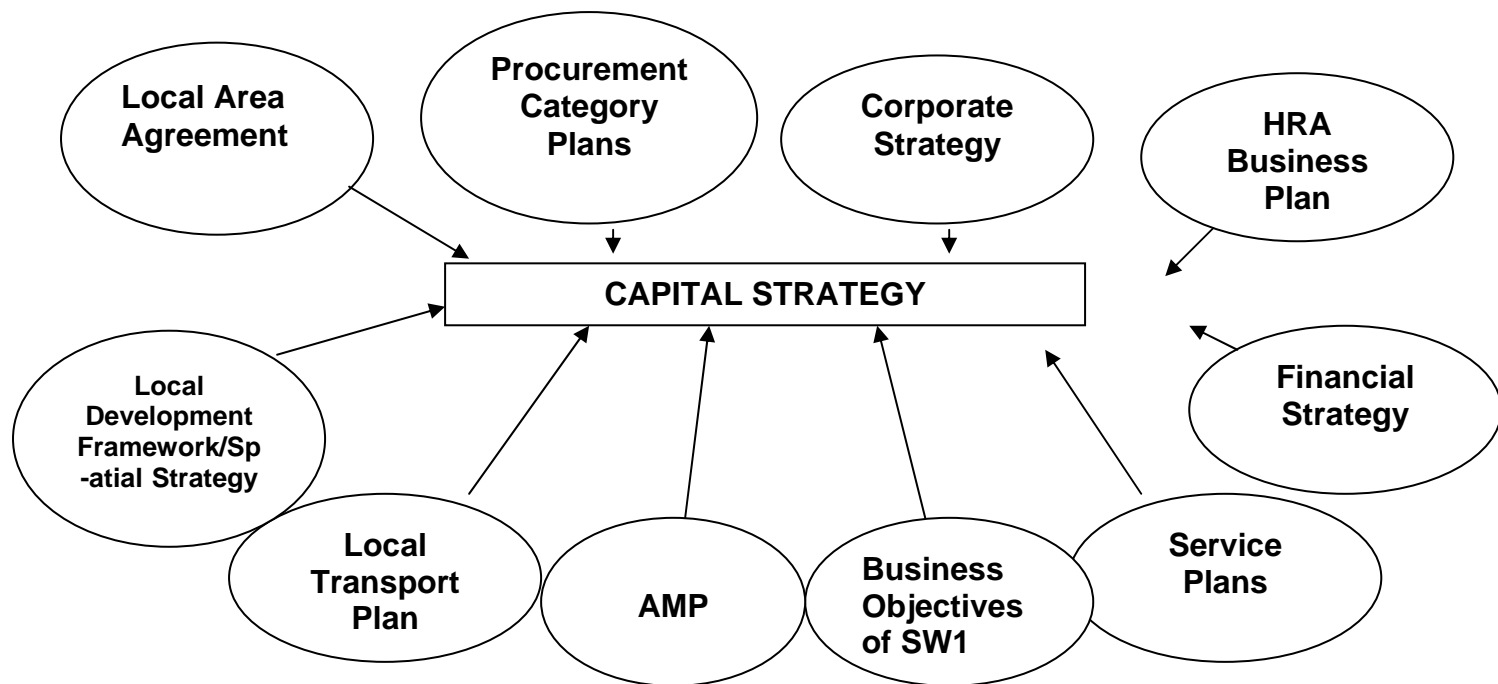 Local Area
Agreement
Procurement
Category
Plans
Corporate
Strategy
HRA
Business
Plan
CAPITAL STRATEGY
Local
Development
Framework/Sp
-atial Strategy
Financial
Strategy
Local
Transport
Plan
AMP
Business
Objectives
of SW1
Service
Plans